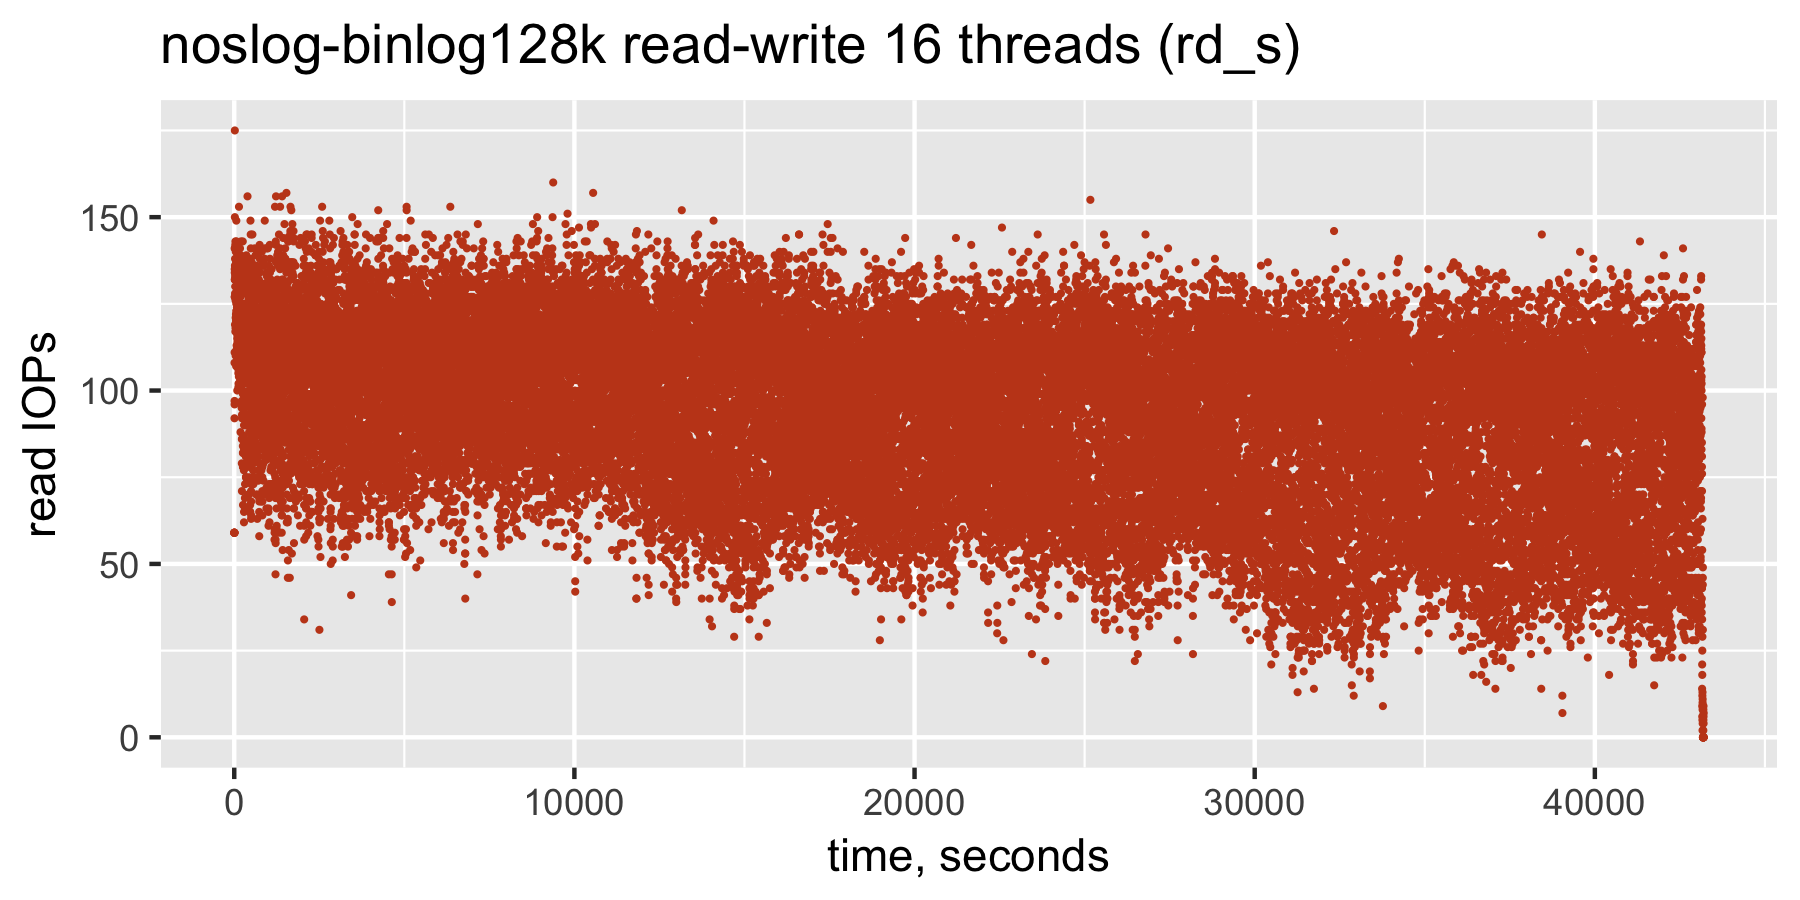 noslog-binlog128k read-write 16 threads (rd_s)
read IOPs
150
100
50
0
0 10000 20000 30000 40000
time, seconds